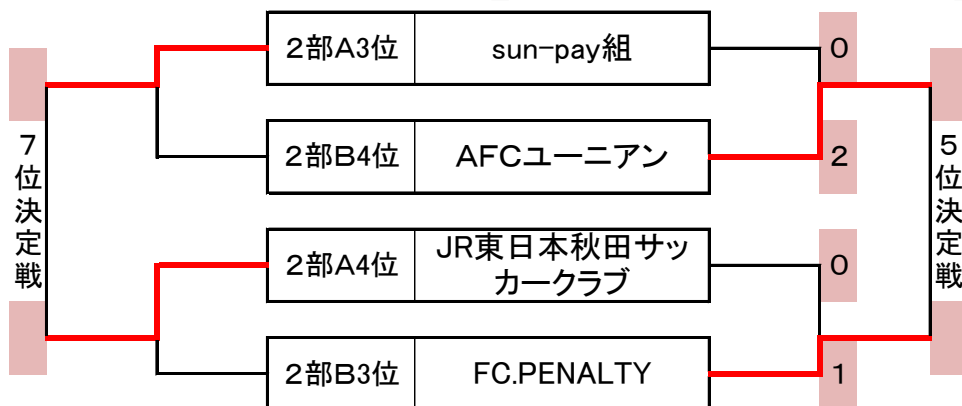 2部A3位 sun-pay組 0
2部B4位 AFCユーニアン 2
7位決定戦
5位決定戦
2部A4位 JR東日本秋田サッ
カークラブ 0
2部B3位 FC.PENALTY 1